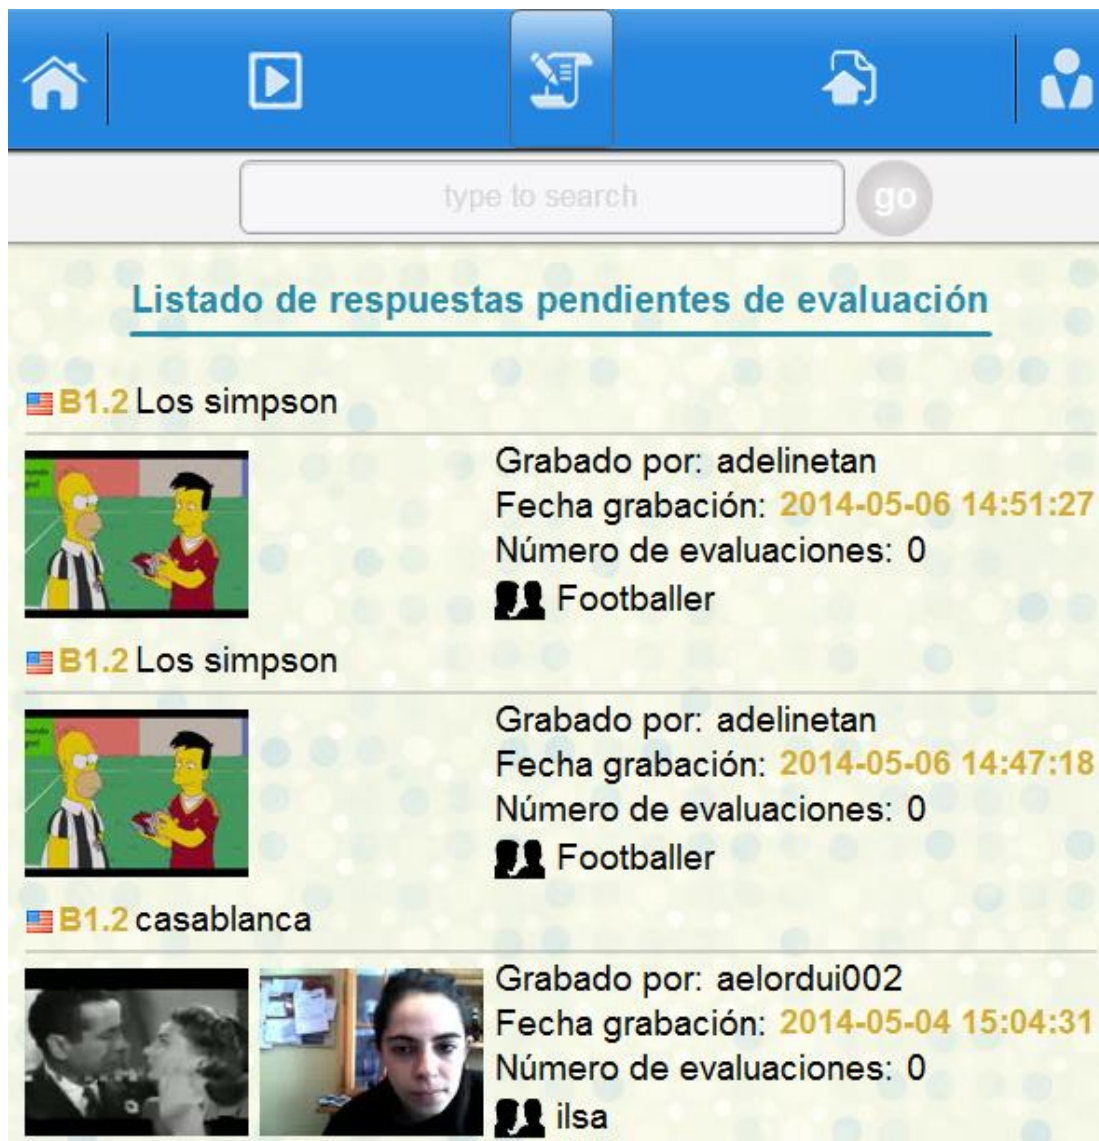 type to search
go
Listado de respuestas pendientes de evaluación
B1.2 Los simpson
Grabado por: adelinetan
Fecha grabación: 2014-05-06 14:51:27
Número de evaluaciones: 0
Footballer
B1.2 Los simpson
Grabado por: adelinetan
Fecha grabación: 2014-05-06 14:47:18
Número de evaluaciones: 0
Footballer
B1.2 casablanca
Grabado por: aelordui002
Fecha grabación: 2014-05-04 15:04:31
Número de evaluaciones: 0
ilsa